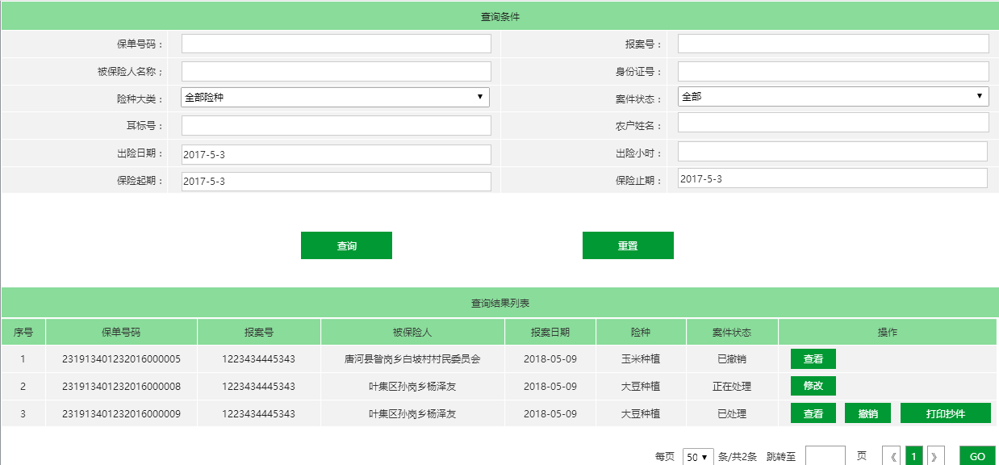 查询条件
保单号码： 报案号：
被保险人名称； 身份证号：
险种大类： 全部险种 ▼ 案件状态： 全部 ▼
耳标号： 农户姓名：
出险日期： 2017-5-3 出险小时：
保险起期： 2017-5-3 保险止期： 2017-5-3
查询 重置
查询结果列表
序号 保单号码 报案号 被保险人 报案日期 险种 案件状态 操作
1 231913401232016000005 1223434445343 唐河县昝岗乡白坡村村民委员会 2018-05-09 玉米种植 已撤销 查看
2 231913401232016000008 1223434445343 叶集区孙岗乡杨泽友 2018-05-09 大豆种植 正在处理 修改
3 231913401232016000009 1223434445343 叶集区孙岗乡杨泽友 2018-05-09 大豆种植 已处理 查看 撤销 打印抄件
每页 50 ▼ 条/共2条 跳转至 页 《 1 》 GO